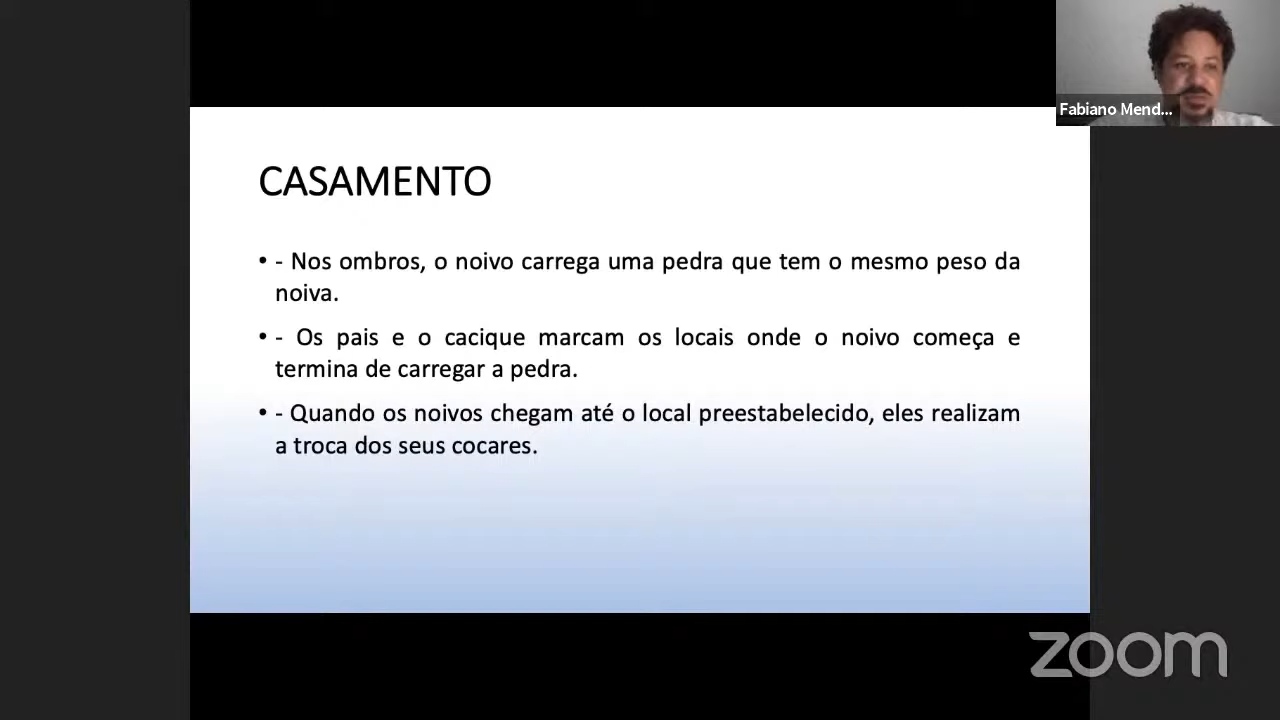 Fabiano Mend...
CASAMENTO
• - Nos ombros, o noivo carrega uma pedra que tem o mesmo peso da
noiva.
• - Os pais e o cacique marcam os locais onde o noivo começa e
termina de carregar a pedra.
• - Quando os noivos chegam até o local preestabelecido, eles realizam
a troca dos seus cocares.
zoom